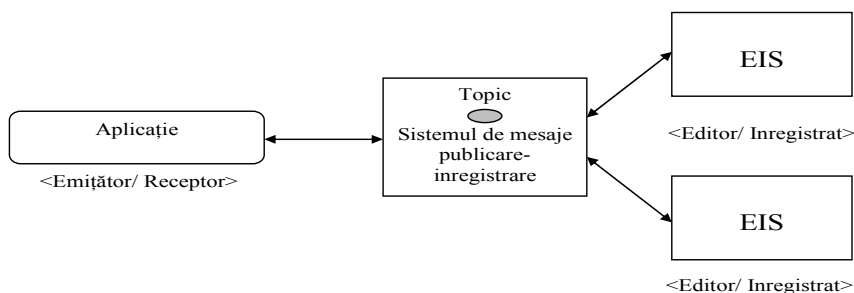 Aplicație
<Emițător/ Receptor>
Topic
Sistemul de mesaje
publicare-
inregistrare
EIS
<Editor/ Inregistrat>
EIS
<Editor/ Inregistrat>